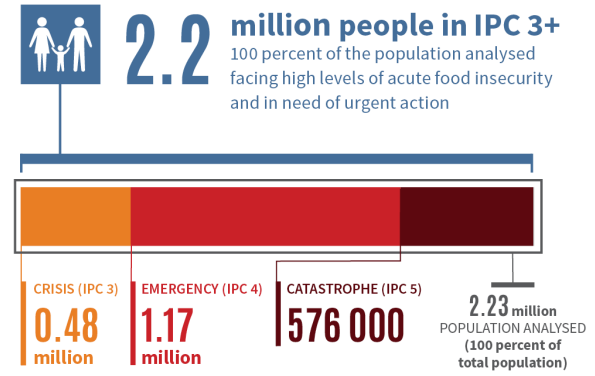 2.2
million people in IPC 3+
100 percent of the population analysed
facing high levels of acute food insecurity
and in need of urgent action
CRISIS (IPC 3)
0.48
million
EMERGENCY (IPC 4)
1.17
million
CATASTROPHE (IPC 5)
576 000
2.23 million
POPULATION ANALYSED
(100 percent of
total population)